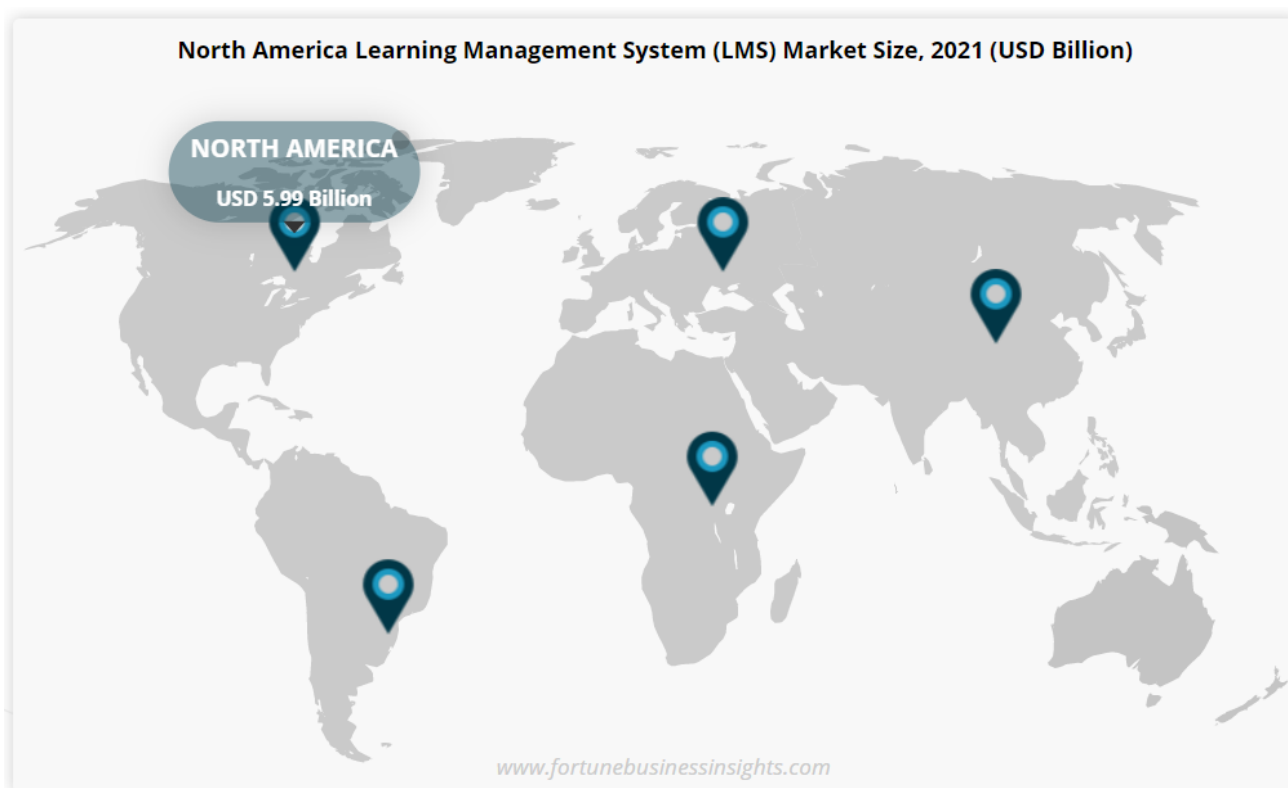 North America Learning Management System (LMS) Market Size, 2021 (USD Billion)
NORTH AMERICA
USD 5.99 Billion
www.fortunebusinessinsights.com